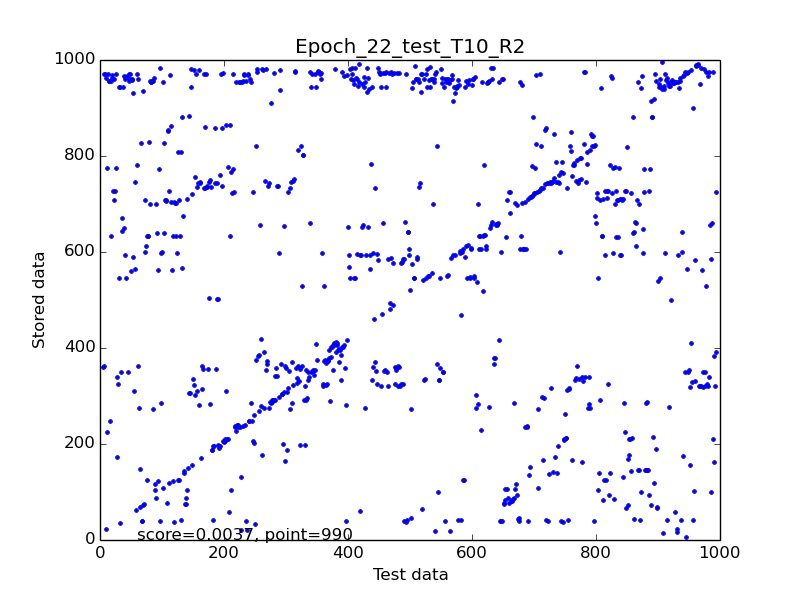 Epoch_22_test_T10_R2
1000
800
Stored data
600
400
200
0
score=0.0037, point=990
0 200 400 600 800 1000
Test data